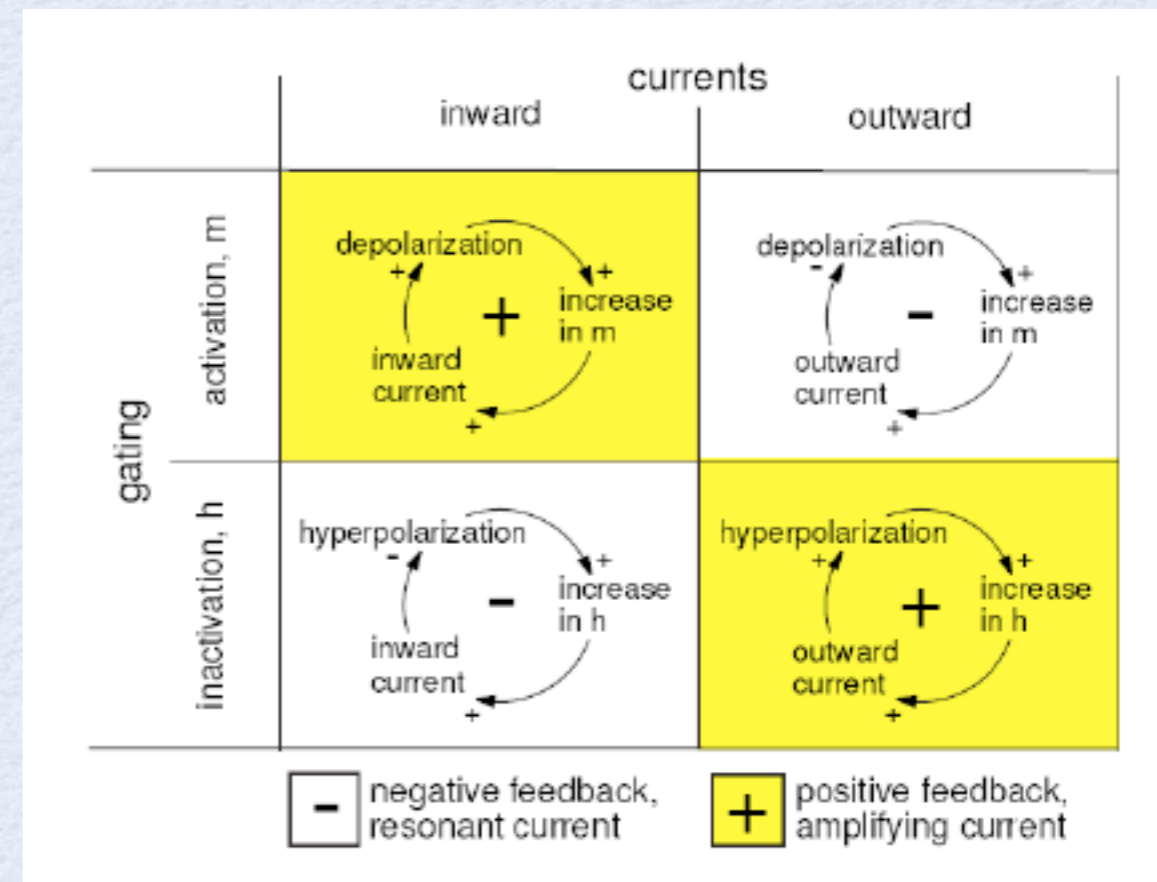 currents
inward
outward
gating
activation, m
depolarization
+
+
increase
in m
+
inward
current
+
depolarization
-
+
increase
in m
-
outward
current
+
inactivation, h
hyperpolarization
-
+
increase
in h
-
inward
current
+
hyperpolarization
+
+
increase
in h
+
outward
current
+
- negative feedback,
resonant current
+ positive feedback,
amplifying current